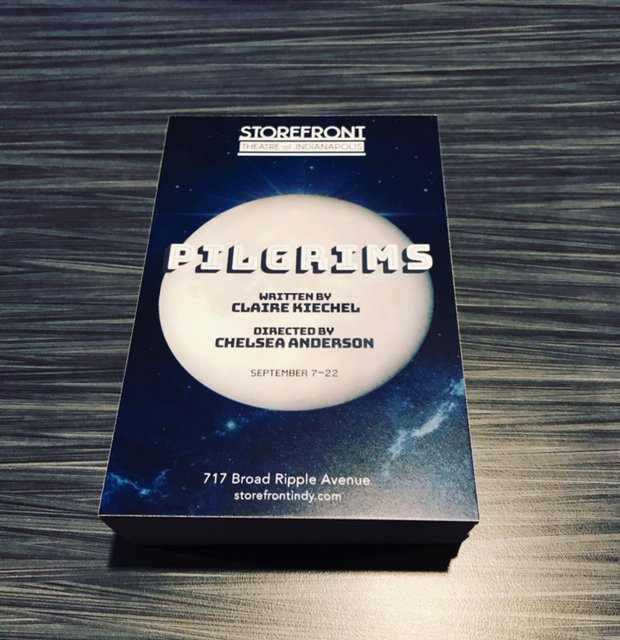 STOREFRONT
THEATRE of INDIANAPOLIS
PILGRIMS
WRITTEN BY
CLAIRE KIECHEL
DIRECTED BY
CHELSEA ANDERSON
SEPTEMBER 7-22
717 Broad Ripple Avenue
storefrontindy.com